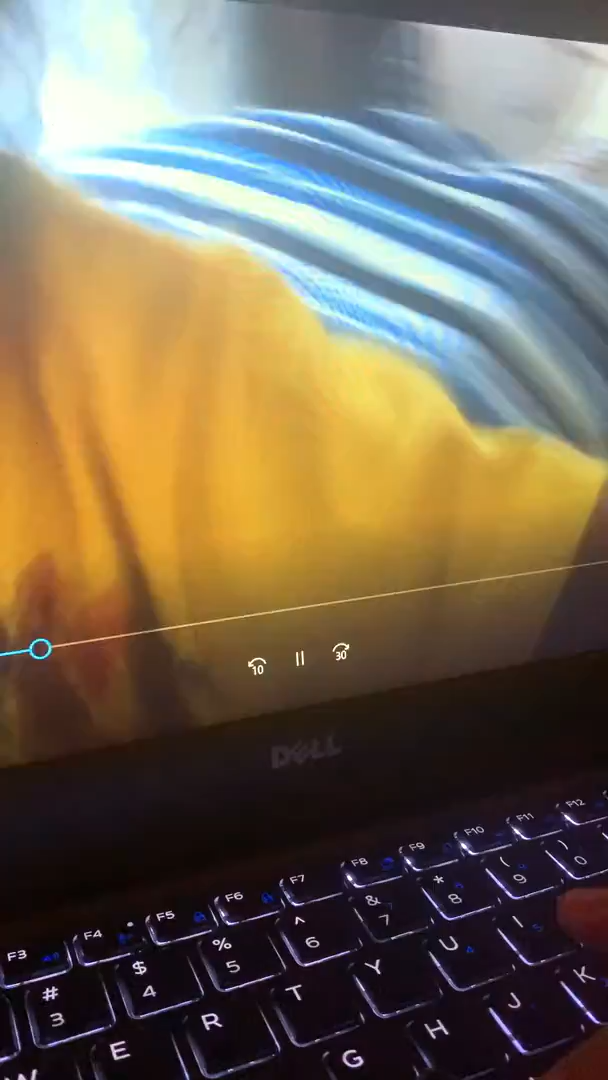 10 30
DELL
F3 F4 F5 F6 F7 F8 F9 F10 F11 F12
# $ % ^ & * ( )
3 4 5 6 7 8 9 0
W E R T Y U I
G H J K